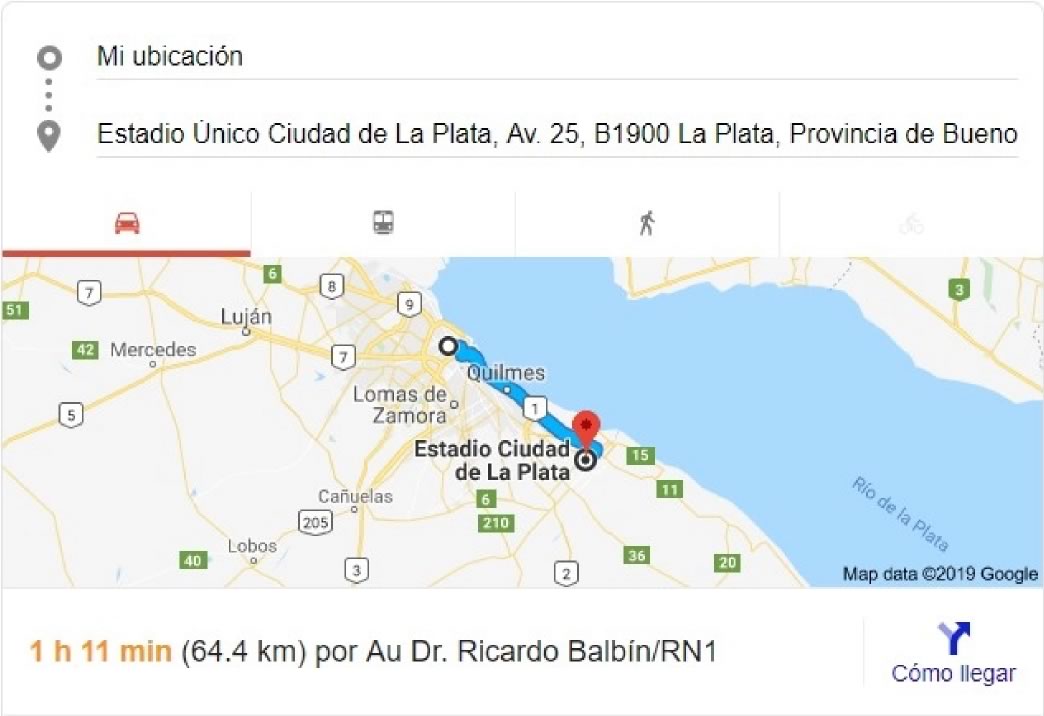 Mi ubicación
Estadio Único Ciudad de La Plata, Av. 25, B1900 La Plata, Provincia de Bueno
6
8
7
9
51
3
Luján
42
Mercedes
7
Quilmes
Lomas de
Zamora
1
5
Estadio Ciudad
de La Plata
15
11
Cañuelas
6
205
210
Río de la Plata
Lobos
40
3
2
36
20
Map data ©2019 Google
1 h 11 min (64.4 km) por Au Dr. Ricardo Balbín/RN1
Cómo llegar